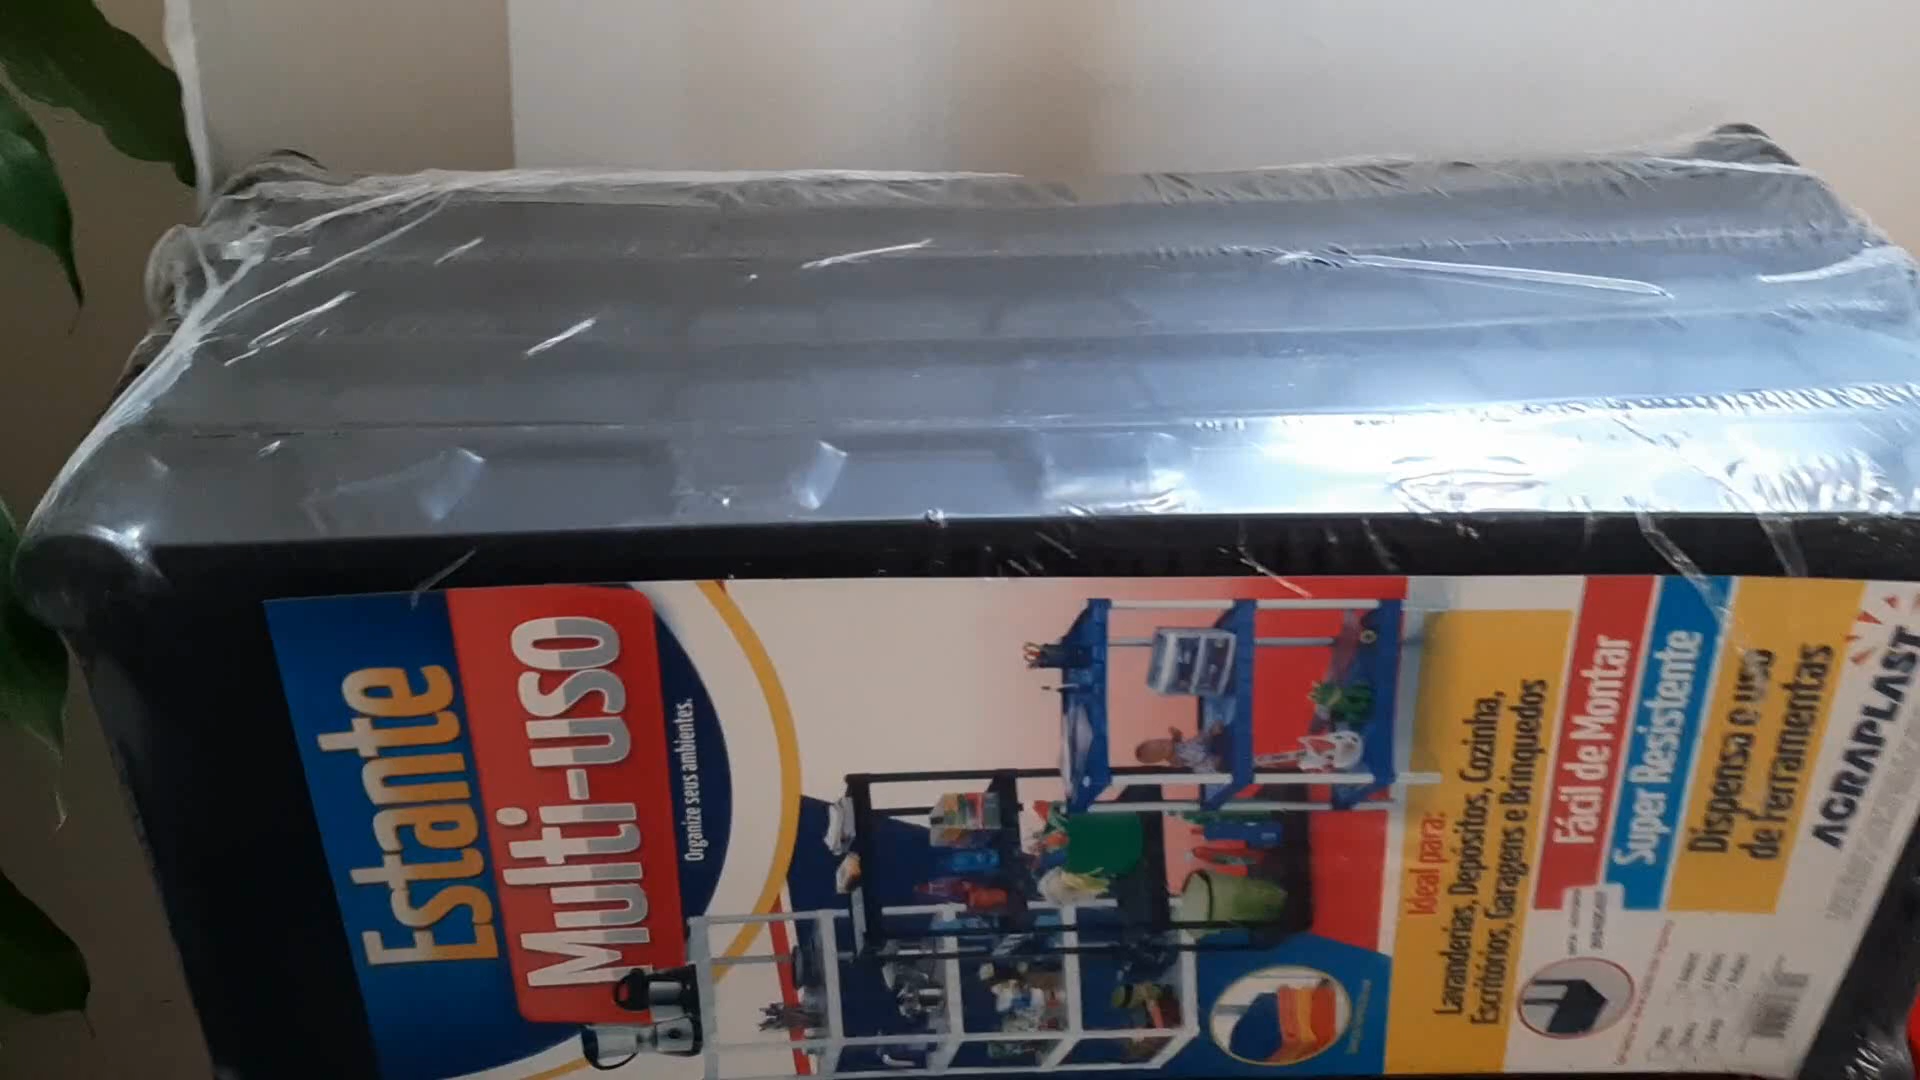 Estante
Multi-uso
Organize seus ambientes.
Ideal para:
Lavanderias, Depósitos, Cozinha,
Escritórios, Garagens e Brinquedos
Fácil de Montar
Super Resistente
Dispensa o uso
de Ferramentas
AGRAPLAST